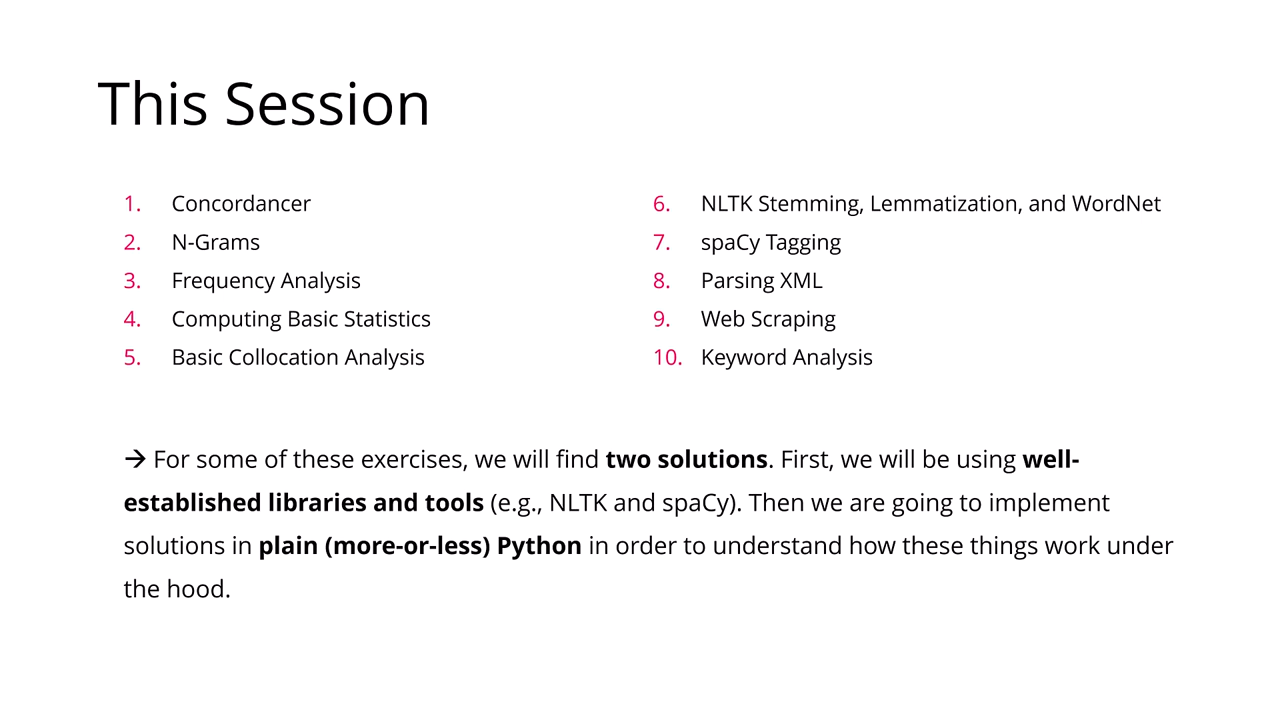 This Session
1. Concordancer
2. N-Grams
3. Frequency Analysis
4. Computing Basic Statistics
5. Basic Collocation Analysis
6. NLTK Stemming, Lemmatization, and WordNet
7. spaCy Tagging
8. Parsing XML
9. Web Scraping
10. Keyword Analysis
→ For some of these exercises, we will find two solutions. First, we will be using well-
established libraries and tools (e.g., NLTK and spaCy). Then we are going to implement
solutions in plain (more-or-less) Python in order to understand how these things work under
the hood.